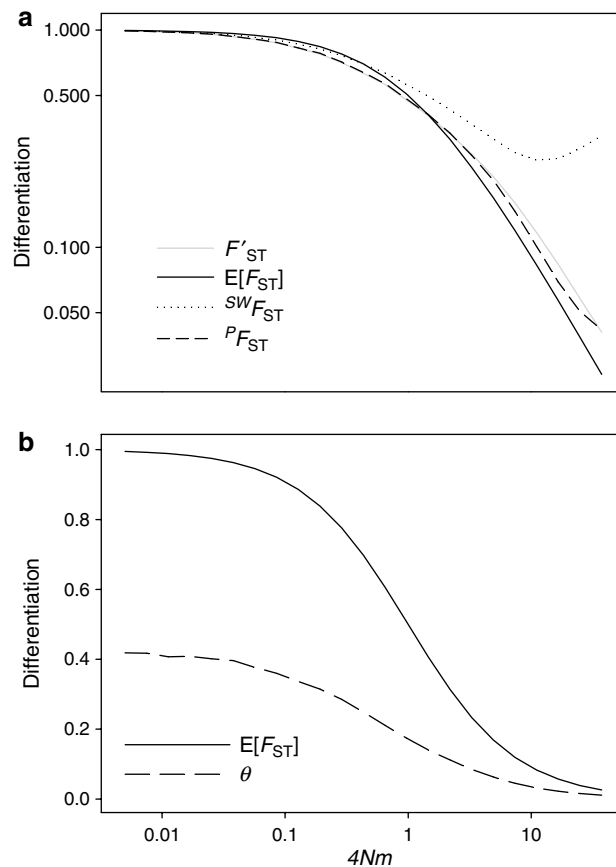 a
1.000
0.500
0.100
0.050
Differentiation
F'ST
E[FST]
SWFST
PFST
b
1.0
0.8
0.6
0.4
0.2
0.0
Differentiation
E[FST]
θ
0.01
0.1
1
10
4Nm